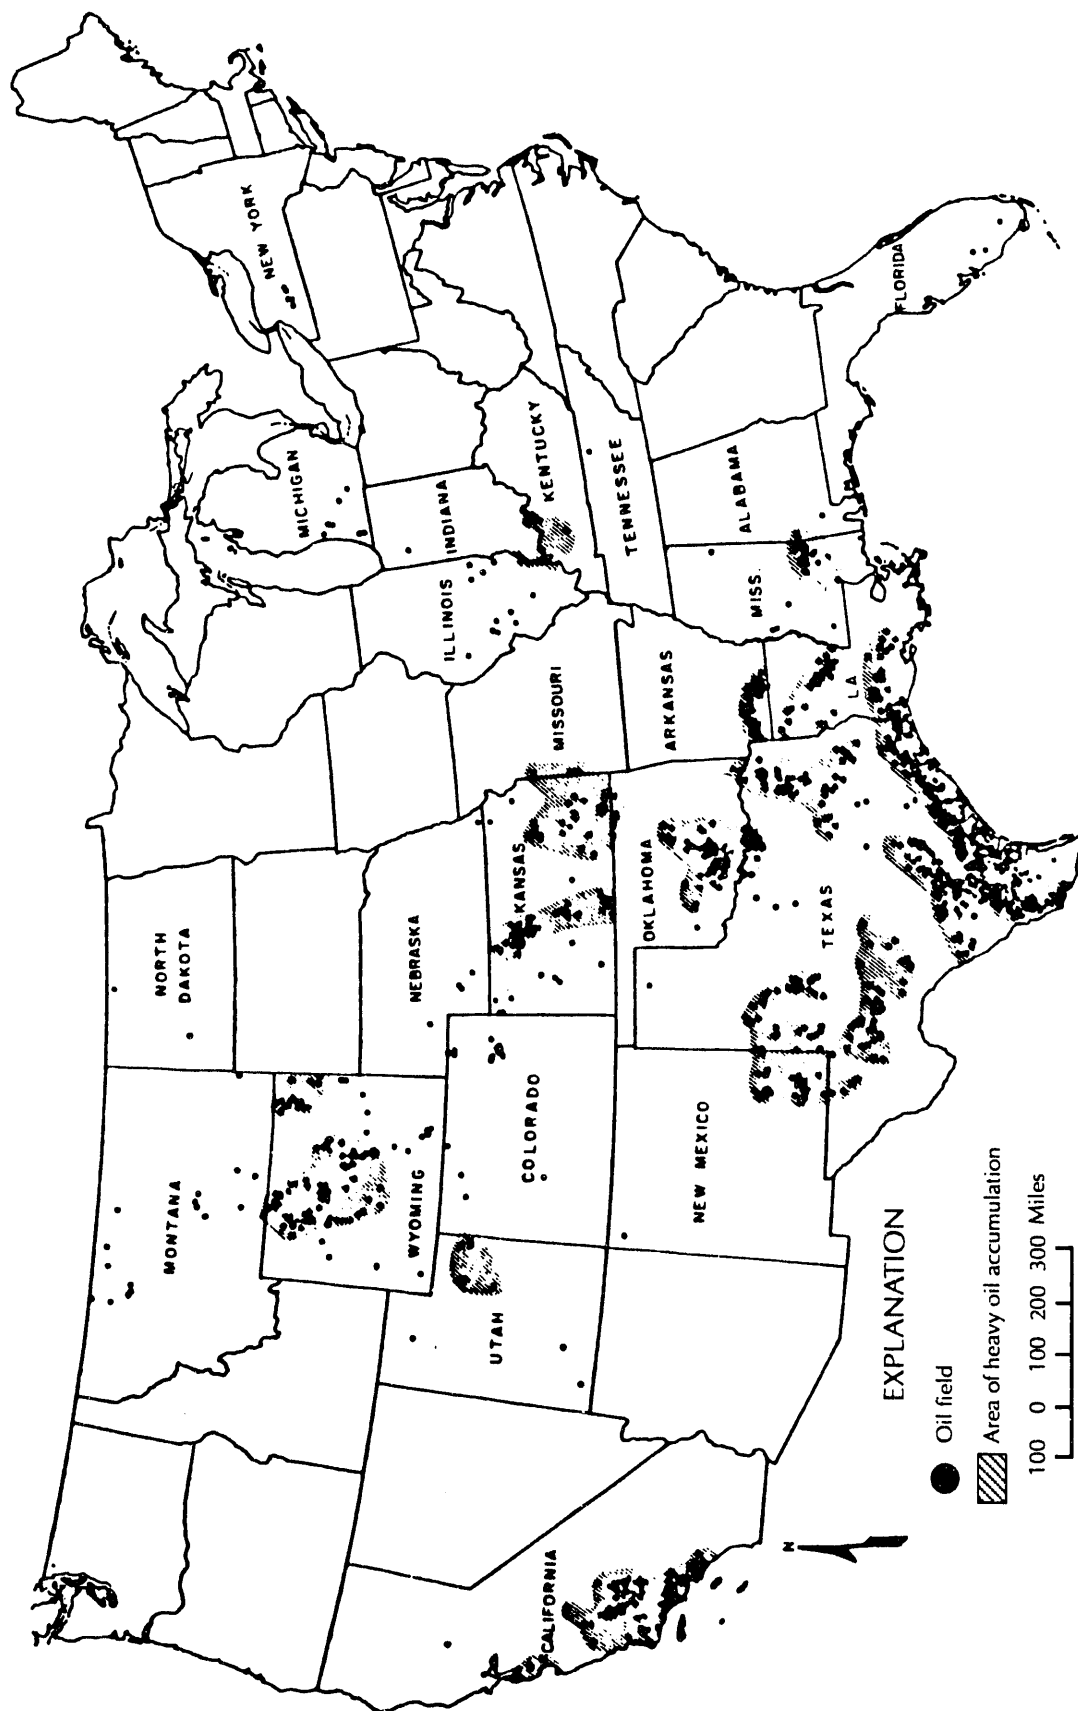 MONTANA
NORTH
DAKOTA
MICHIGAN
NEW YORK
WYOMING
NEBRASKA
ILLINOIS
INDIANA
CALIFORNIA
UTAH
COLORADO
KANSAS
MISSOURI
KENTUCKY
NEW MEXICO
OKLAHOMA
ARKANSAS
TENNESSEE
TEXAS
LA
MISS
ALABAMA
FLORIDA
N
EXPLANATION
Oil field
Area of heavy oil accumulation
100 0 100 200 300 Miles